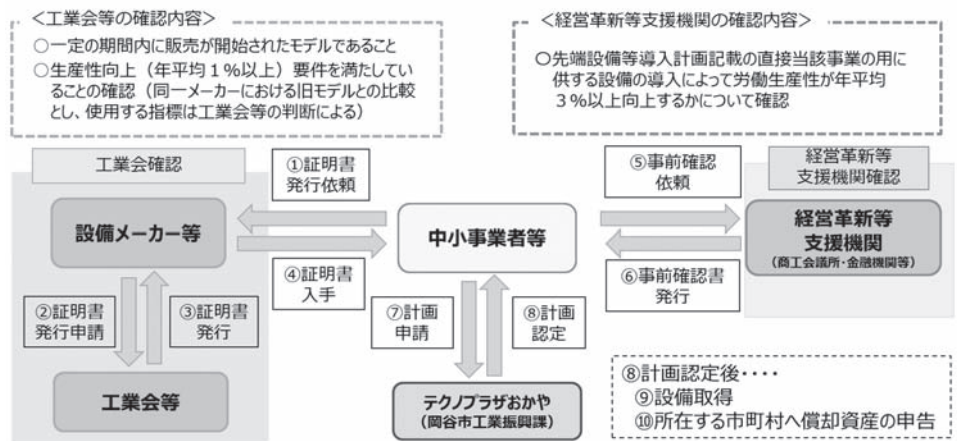 ＜工業会等の確認内容＞
○一定の期間内に販売が開始されたモデルであること
○生産性向上（年平均１％以上）要件を満たしてい
ることの確認（同一メーカーにおける旧モデルとの比較
とし、使用する指標は工業会等の判断による）
＜経営革新等支援機関の確認内容＞
○先端設備等導入計画記載の直接当該事業の用に
供する設備の導入によって労働生産性が年平均
３％以上向上するかについて確認
工業会確認
①証明書
発行依頼
⑤事前確認
依頼
経営革新等
支援機関確認
設備メーカー等
中小事業者等
経営革新等
支援機関
（商工会議所・金融機関等）
④証明書
入手
⑥事前確認書
発行
②証明書
発行申請
③証明書
発行
⑦計画
申請
⑧計画
認定
工業会等
テクノプラザおかや
（岡谷市工業振興課）
⑧計画認定後・・・・
⑨設備取得
⑩所在する市町村へ償却資産の申告